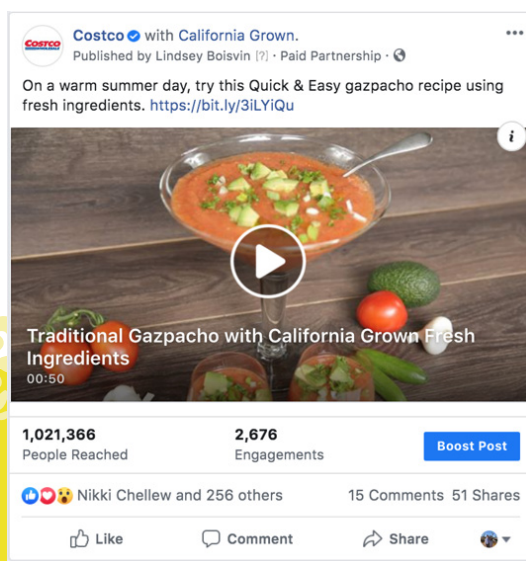 COSTCO
WHOLESALE
Costco with California Grown.
•••
Published by Lindsey Boisvin [?] · Paid Partnership ·
On a warm summer day, try this Quick & Easy gazpacho recipe using
fresh ingredients. https://bit.ly/3iLYiQu
i
Traditional Gazpacho with California Grown Fresh
Ingredients
00:50
1,021,366
People Reached
2,676
Engagements
Boost Post
Nikki Chellew and 256 others
15 Comments 51 Shares
Like
Comment
Share